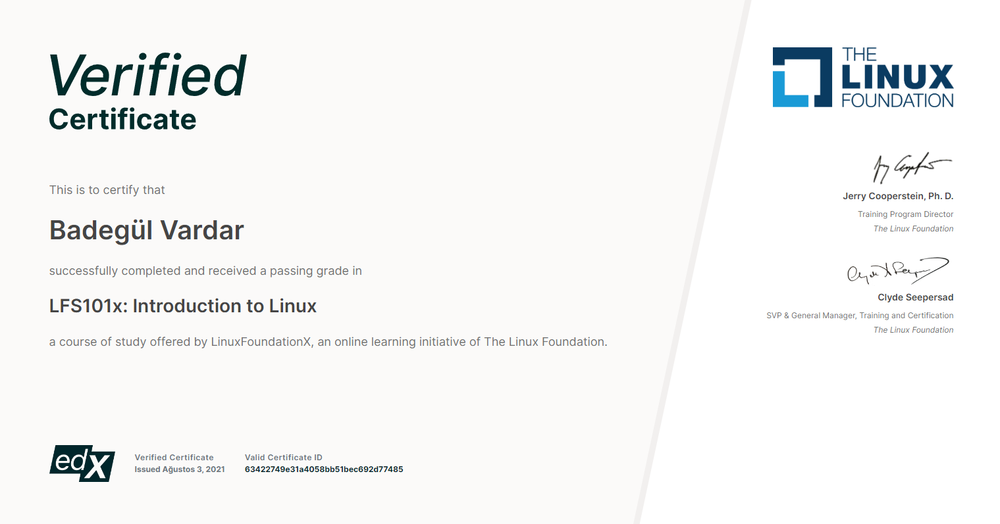 Verified
Certificate
This is to certify that
Badegül Vardar
successfully completed and received a passing grade in
LFS101x: Introduction to Linux
a course of study offered by LinuxFoundationX, an online learning initiative of The Linux Foundation.
edX
Verified Certificate
Issued Ağustos 3, 2021
Valid Certificate ID
63422749e31a4058bb51bec692d77485
THE
LINUX
FOUNDATION
Jerry Cooperstein, Ph. D.
Training Program Director
The Linux Foundation
Clyde Seepersad
SVP & General Manager, Training and Certification
The Linux Foundation